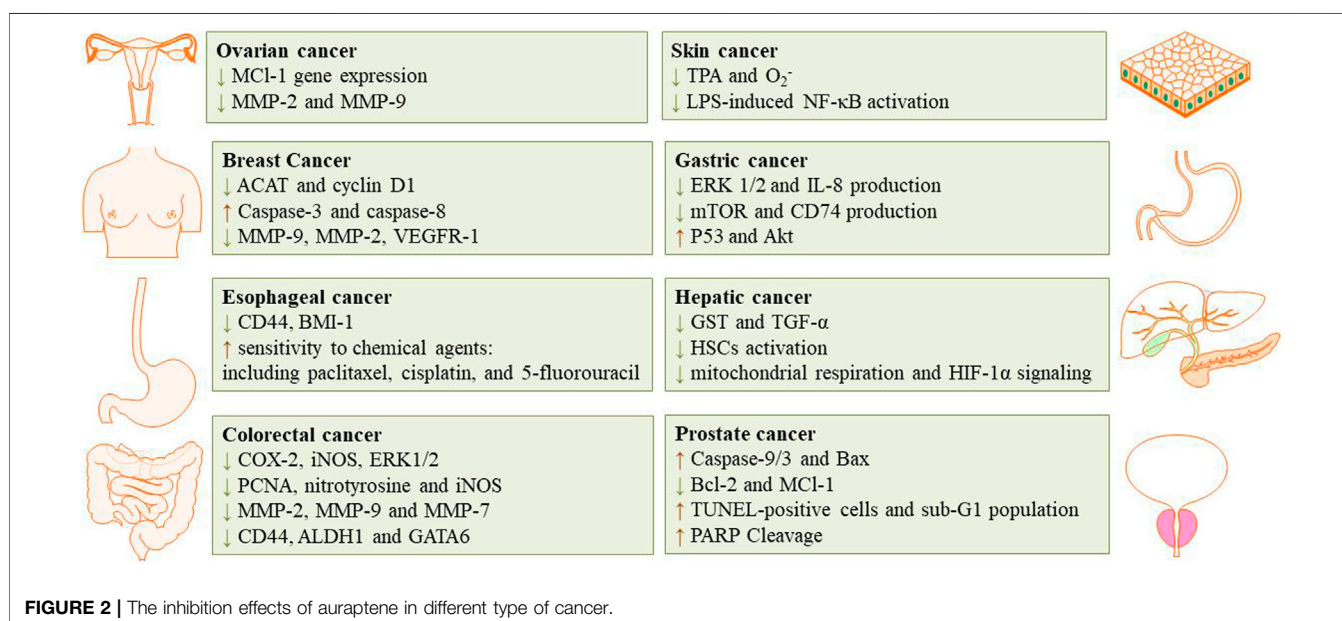 Ovarian cancer
↓ MCl-1 gene expression
↓ MMP-2 and MMP-9
Skin cancer
↓ TPA and O₂⁻
↓ LPS-induced NF-κB activation
Breast Cancer
↓ ACAT and cyclin D1
↑ Caspase-3 and caspase-8
↓ MMP-9, MMP-2, VEGFR-1
Gastric cancer
↓ ERK 1/2 and IL-8 production
↓ mTOR and CD74 production
↑ P53 and Akt
Esophageal cancer
↓ CD44, BMI-1
↑ sensitivity to chemical agents:
including paclitaxel, cisplatin, and 5-fluorouracil
Hepatic cancer
↓ GST and TGF-α
↓ HSCs activation
↓ mitochondrial respiration and HIF-1α signaling
Colorectal cancer
↓ COX-2, iNOS, ERK1/2
↓ PCNA, nitrotyrosine and iNOS
↓ MMP-2, MMP-9 and MMP-7
↓ CD44, ALDH1 and GATA6
Prostate cancer
↑ Caspase-9/3 and Bax
↓ Bcl-2 and MCl-1
↑ TUNEL-positive cells and sub-G1 population
↑ PARP Cleavage
FIGURE 2 | The inhibition effects of auraptene in different type of cancer.